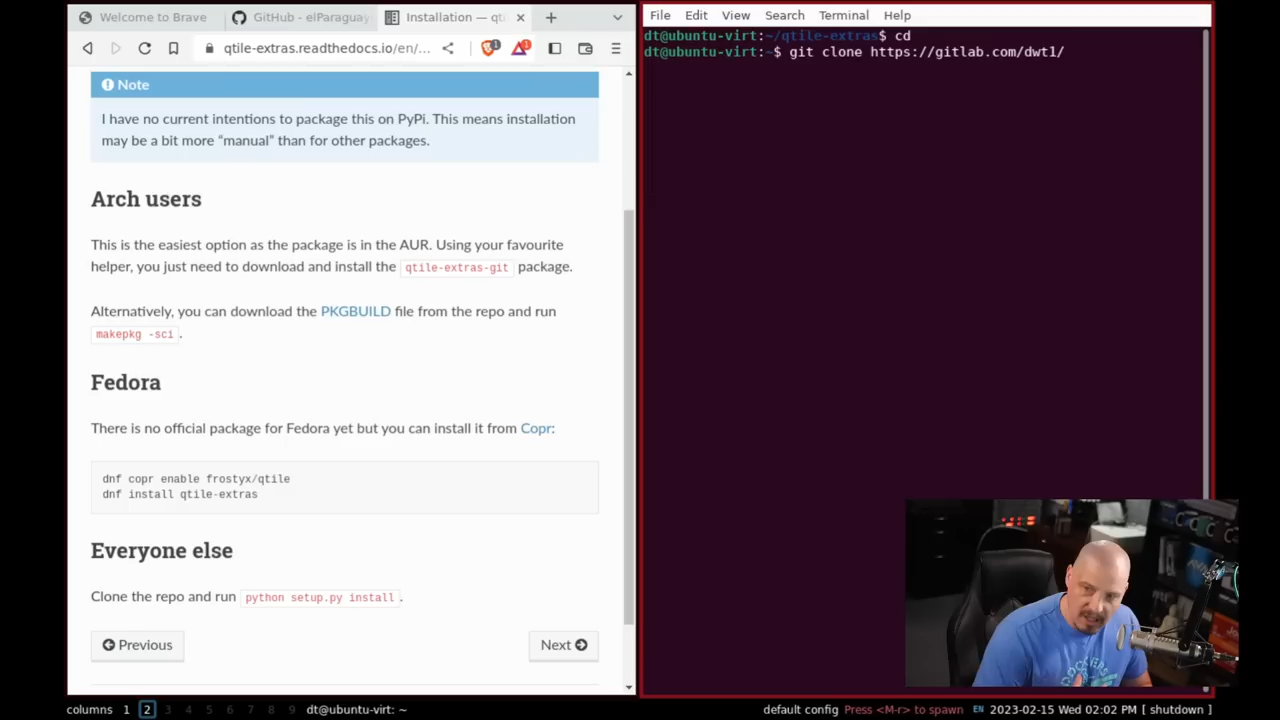 Welcome to Brave
GitHub - elParaguay
Installation — qt
qtile-extras.readthedocs.io/en/...
1
1
Note
I have no current intentions to package this on PyPi. This means installation
may be a bit more “manual” than for other packages.
Arch users
This is the easiest option as the package is in the AUR. Using your favourite
helper, you just need to download and install the qtile-extras-git package.
Alternatively, you can download the PKGBUILD file from the repo and run
makepkg -sci.
Fedora
There is no official package for Fedora yet but you can install it from Copr:
dnf copr enable frostyx/qtile
dnf install qtile-extras
Everyone else
Clone the repo and run python setup.py install.
Previous
Next
File Edit View Search Terminal Help
dt@ubuntu-virt:~/qtile-extras$ cd
dt@ubuntu-virt:~$ git clone https://gitlab.com/dwt1/
columns 1 2 3 4 5 6 7 8 9 dt@ubuntu-virt: ~
default config Press <M-r> to spawn EN 2023-02-15 Wed 02:02 PM [ shutdown ]